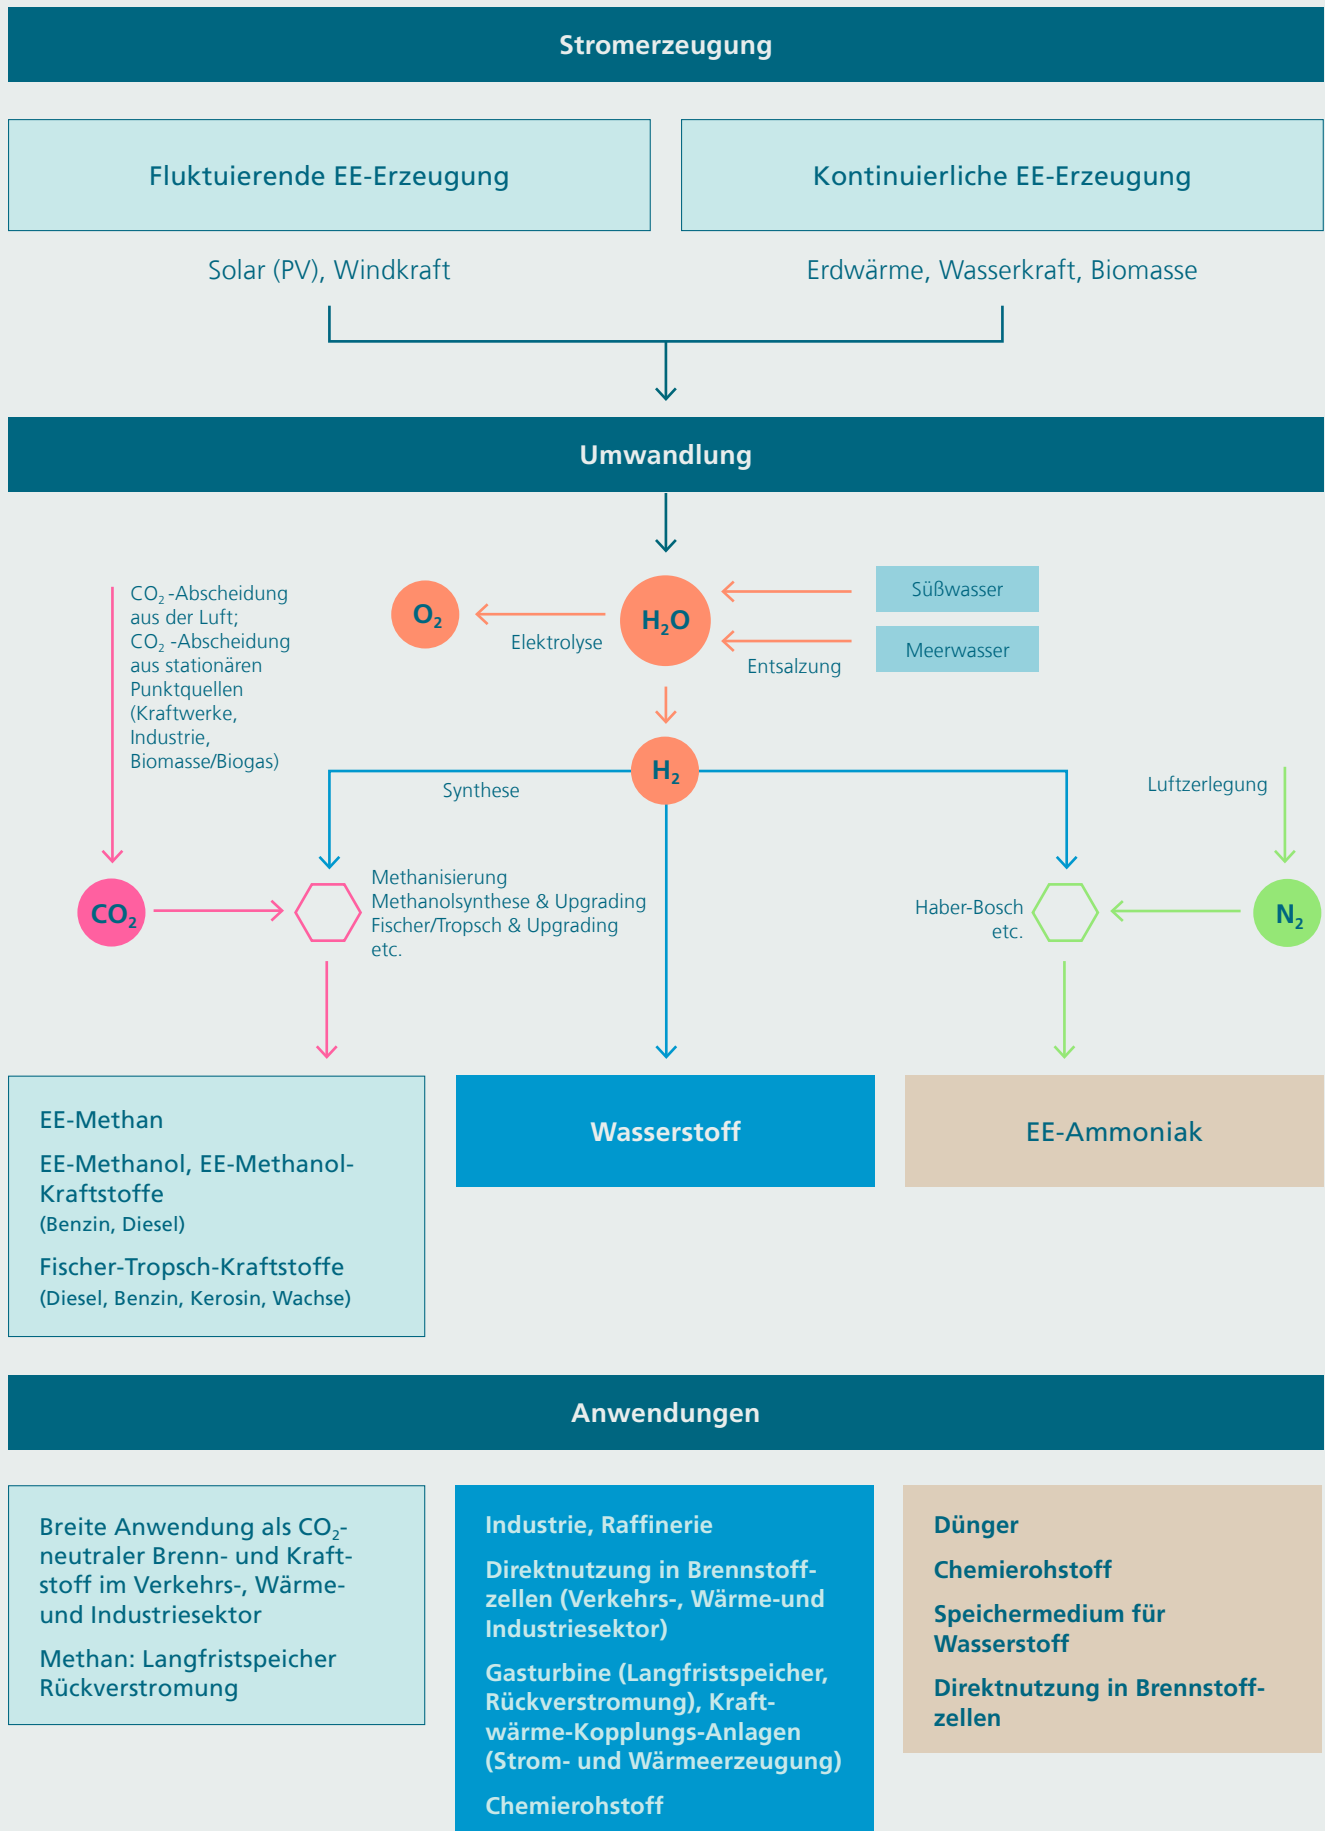 Stromerzeugung
Fluktuierende EE-Erzeugung
Kontinuierliche EE-Erzeugung
Solar (PV), Windkraft
Erdwärme, Wasserkraft, Biomasse
Umwandlung
CO₂ -Abscheidung
aus der Luft;
CO₂ -Abscheidung
aus stationären
Punktquellen
(Kraftwerke,
Industrie,
Biomasse/Biogas)
O₂
Elektrolyse
H₂O
Süßwasser
Meerwasser
Entsalzung
H₂
Synthese
Luftzerlegung
CO₂
Methanisierung
Methanolsynthese & Upgrading
Fischer/Tropsch & Upgrading
etc.
Haber-Bosch
etc.
N₂
EE-Methan
EE-Methanol, EE-Methanol-
Kraftstoffe
(Benzin, Diesel)
Fischer-Tropsch-Kraftstoffe
(Diesel, Benzin, Kerosin, Wachse)
Wasserstoff
EE-Ammoniak
Anwendungen
Breite Anwendung als CO₂-
neutraler Brenn- und Kraft-
stoff im Verkehrs-, Wärme-
und Industriesektor
Methan: Langfristspeicher
Rückverstromung
Industrie, Raffinerie
Direktnutzung in Brennstoff-
zellen (Verkehrs-, Wärme-und
Industriesektor)
Gasturbine (Langfristspeicher,
Rückverstromung), Kraft-
wärme-Kopplungs-Anlagen
(Strom- und Wärmeerzeugung)
Chemierohstoff
Dünger
Chemierohstoff
Speichermedium für
Wasserstoff
Direktnutzung in Brennstoff-
zellen